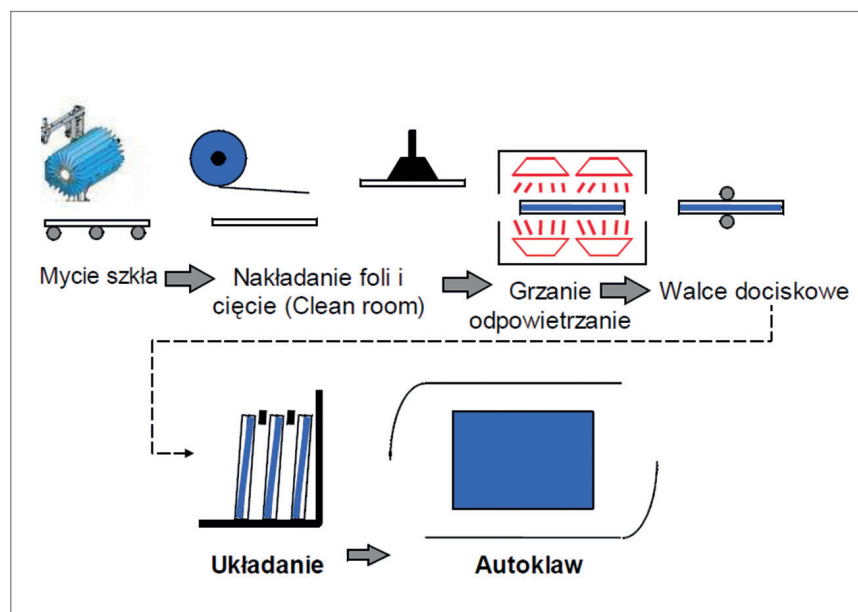 Mycie szkła
Nakładanie foli i
cięcie (Clean room)
Grzanie
odpowietrzanie
Walce dociskowe
Układanie
Autoklaw